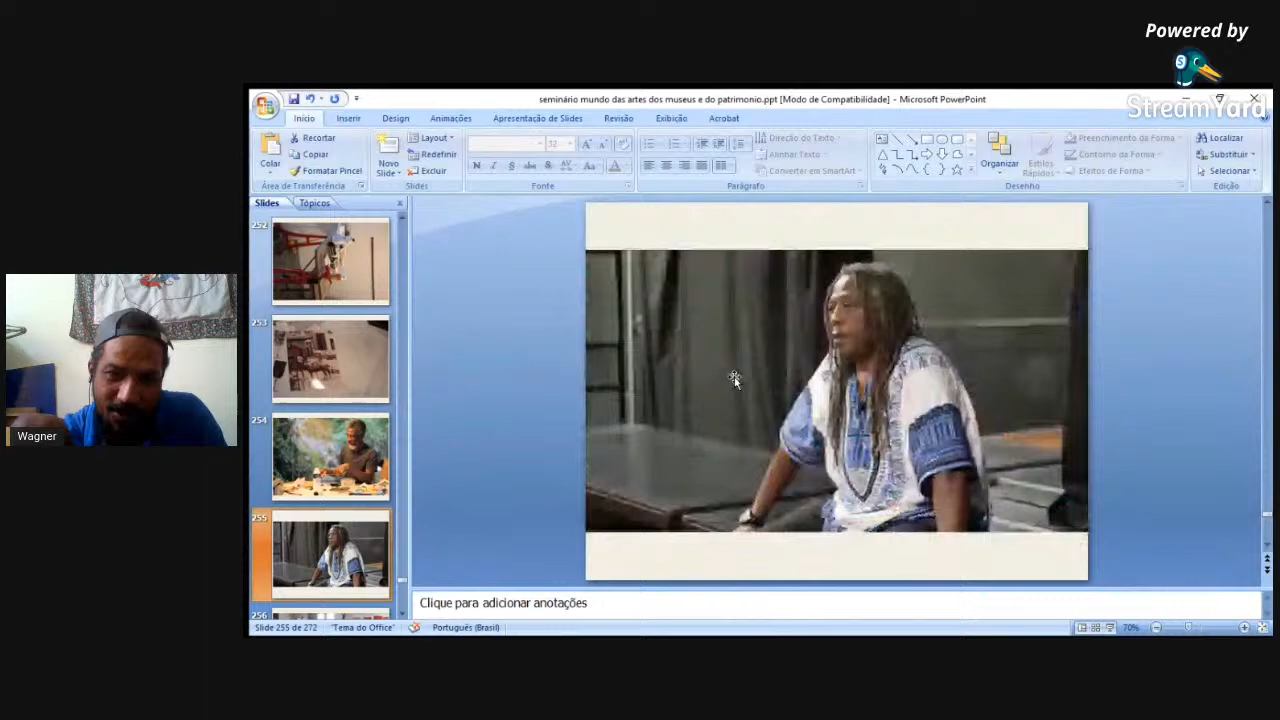 Powered by
StreamYard
seminário mundo das artes dos museus e do patrimonio.ppt [Modo de Compatibilidade] - Microsoft PowerPoint
Início Inserir Design Animações Apresentação de Slides Revisão Exibição Acrobat
Colar
Recortar
Copiar
Formatar Pincel
Área de Transferência
Novo
Slide
Layout
Redefinir
Excluir
Slides
32
N I S S AV Aa A
Fonte
Direção do Texto
Alinhar Texto
Converter em SmartArt
Parágrafo
Organizar
Estilos
Rápidos
Preenchimento da Forma
Contorno da Forma
Efeitos de Forma
Desenho
Localizar
Substituir
Selecionar
Edição
Slides Tópicos
252
253
254
255
256
Wagner
Clique para adicionar anotações
Slide 255 de 272 "Tema do Office" Português (Brasil) 70%